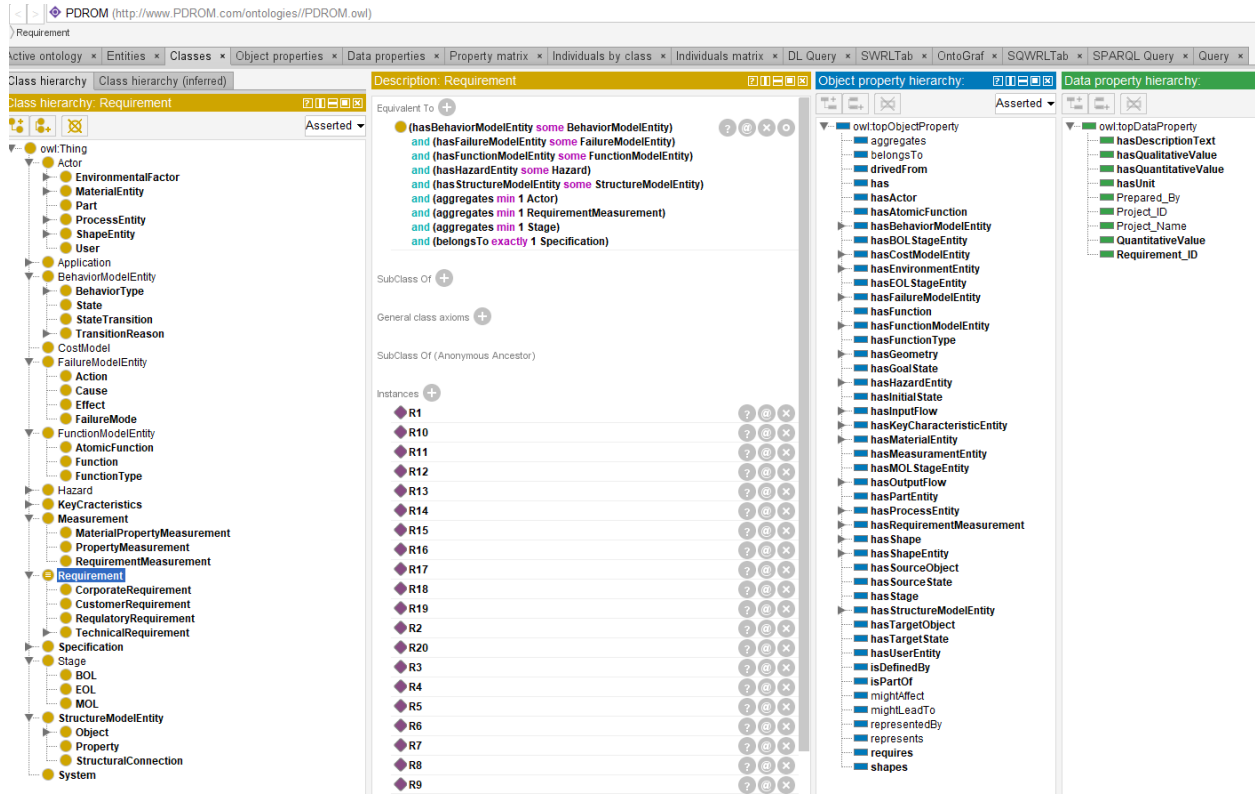 < > PDROM (http://www.PDROM.com/ontologies//PDROM.owl)
Requirement
Active ontology × Entities × Classes × Object properties × Data properties × Property matrix × Individuals by class × Individuals matrix × DL Query × SWRLTab × OntoGraf × SQWRLTab × SPARQL Query × Query ×
Class hierarchy Class hierarchy (inferred)
Class hierarchy: Requirement
Asserted
owl:Thing
Actor
EnvironmentalFactor
MaterialEntity
Part
ProcessEntity
ShapeEntity
User
Application
BehaviorModelEntity
BehaviorType
State
StateTransition
TransitionReason
CostModel
FailureModelEntity
Action
Cause
Effect
FailureMode
FunctionModelEntity
AtomicFunction
Function
FunctionType
Hazard
KeyCracteristics
Measurement
MaterialPropertyMeasurement
PropertyMeasurement
RequirementMeasurement
Requirement
CorporateRequirement
CustomerRequirement
RequlatoryRequirement
TechnicalRequirement
Specification
Stage
BOL
EOL
MOL
StructureModelEntity
Object
Property
StructuralConnection
System
Description: Requirement
Equivalent To
(hasBehaviorModelEntity some BehaviorModelEntity)
and (hasFailureModelEntity some FailureModelEntity)
and (hasFunctionModelEntity some FunctionModelEntity)
and (hasHazardEntity some Hazard)
and (hasStructureModelEntity some StructureModelEntity)
and (aggregates min 1 Actor)
and (aggregates min 1 RequirementMeasurement)
and (aggregates min 1 Stage)
and (belongsTo exactly 1 Specification)
SubClass Of
General class axioms
SubClass Of (Anonymous Ancestor)
Instances
R1
R10
R11
R12
R13
R14
R15
R16
R17
R18
R19
R2
R20
R3
R4
R5
R6
R7
R8
R9
Object property hierarchy:
Asserted
owl:topObjectProperty
aggregates
belongsTo
drivedFrom
has
hasActor
hasAtomicFunction
hasBehaviorModelEntity
hasBOLStageEntity
hasCostModelEntity
hasEnvironmentEntity
hasEOLStageEntity
hasFailureModelEntity
hasFunction
hasFunctionModelEntity
hasFunctionType
hasGeometry
hasGoalState
hasHazardEntity
hasInitialState
hasInputFlow
hasKeyCharacteristicEntity
hasMaterialEntity
hasMeasuramentEntity
hasMOLStageEntity
hasOutputFlow
hasPartEntity
hasProcessEntity
hasRequirementMeasurement
hasShape
hasShapeEntity
hasSourceObject
hasSourceState
hasStage
hasStructureModelEntity
hasTargetObject
hasTargetState
hasUserEntity
isDefinedBy
isPartOf
mightAffect
mightLeadTo
representedBy
represents
requires
shapes
Data property hierarchy:
owl:topDataProperty
hasDescriptionText
hasQualitativeValue
hasQuantitativeValue
hasUnit
Prepared_By
Project_ID
Project_Name
QuantitativeValue
Requirement_ID